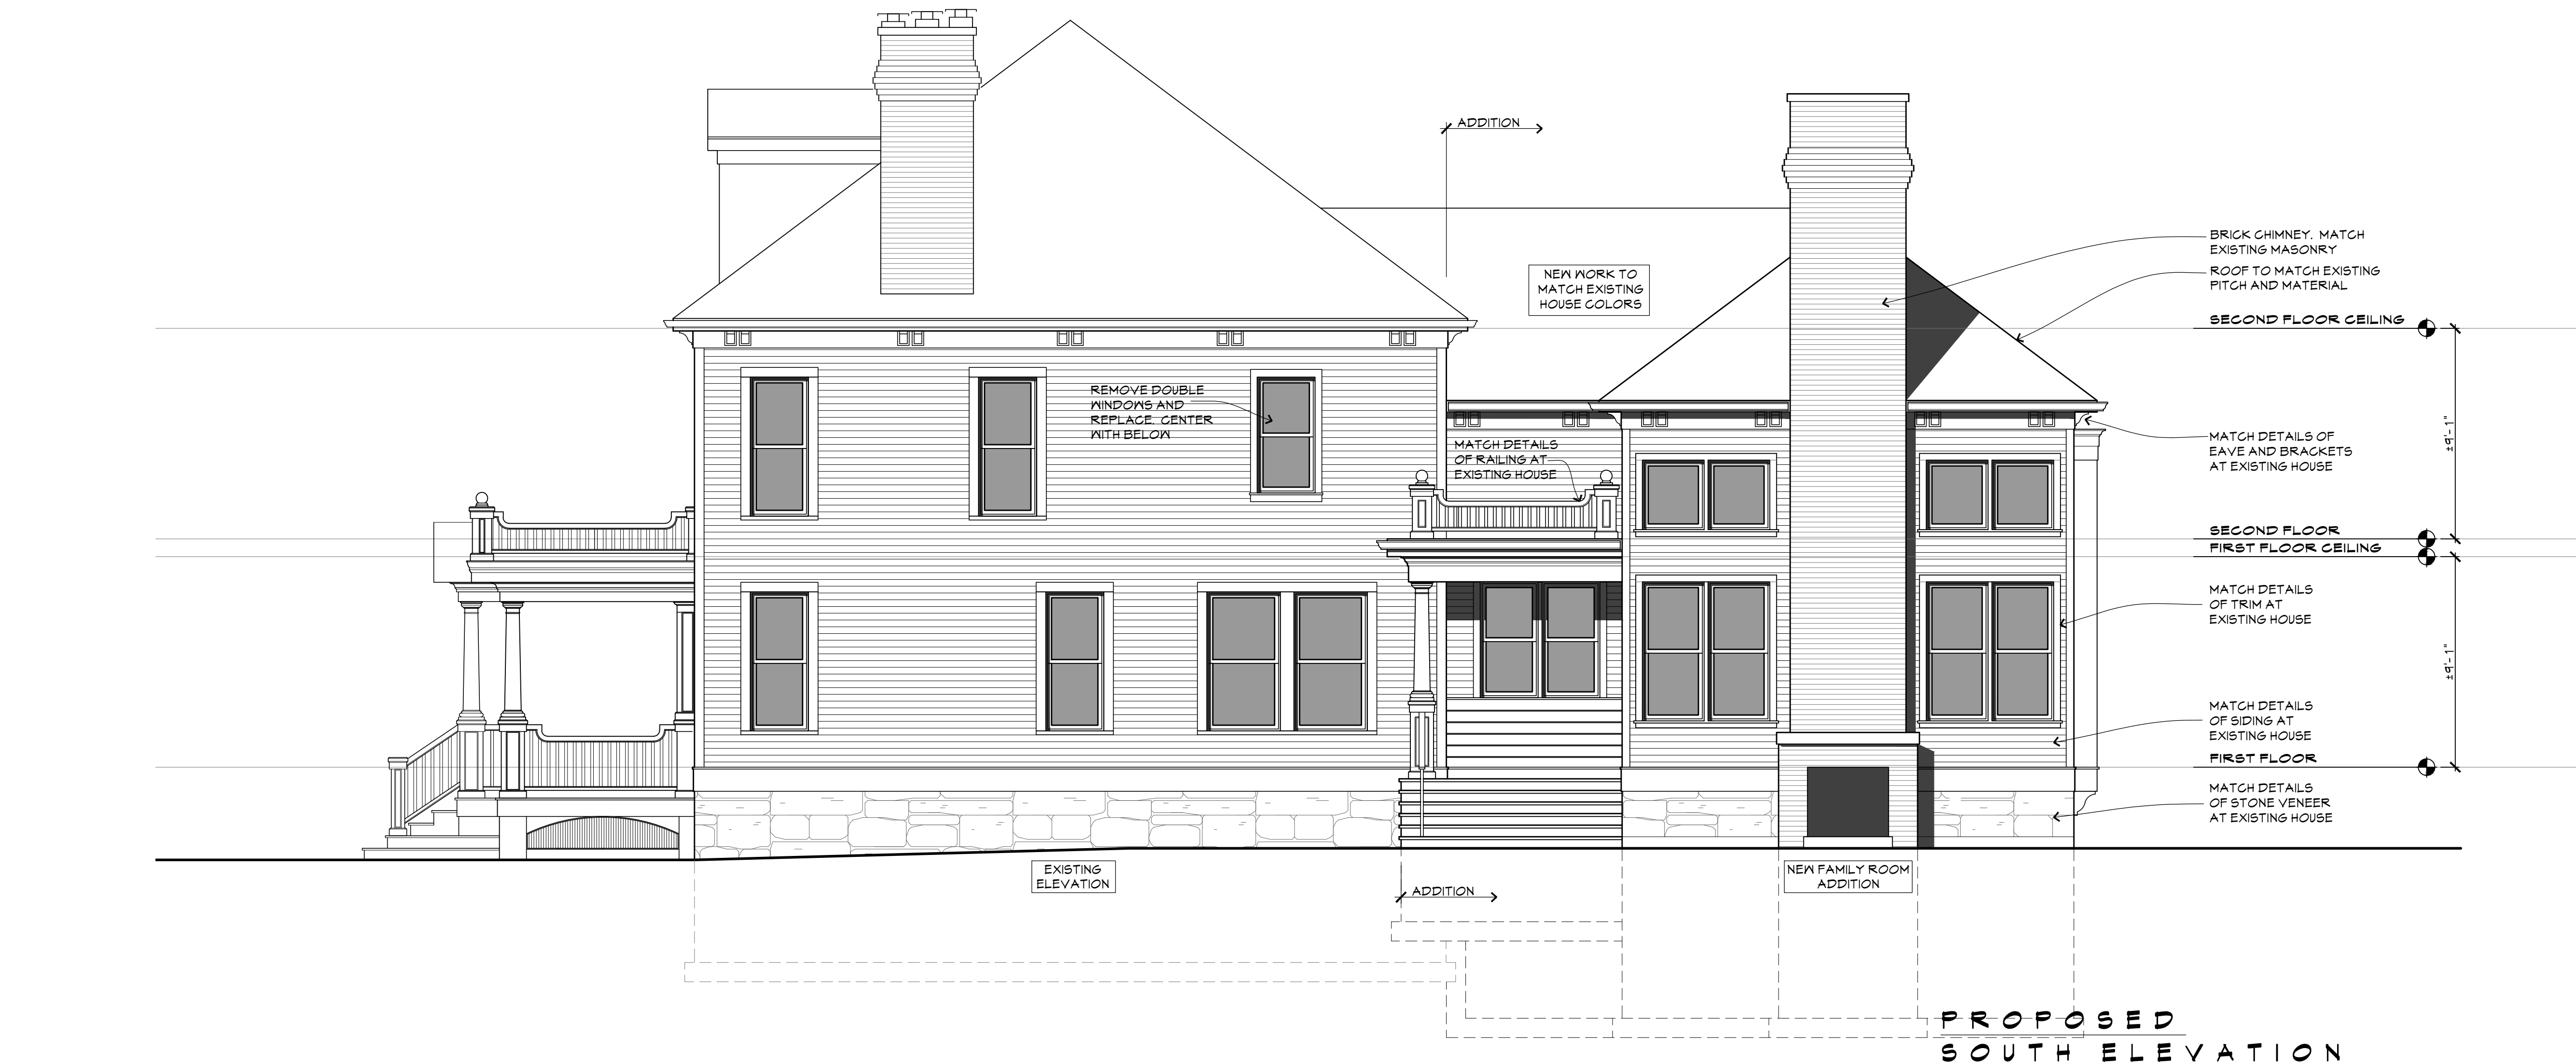 ADDITION
NEW WORK TO
MATCH EXISTING
HOUSE COLORS
BRICK CHIMNEY. MATCH
EXISTING MASONRY
ROOF TO MATCH EXISTING
PITCH AND MATERIAL
SECOND FLOOR CEILING
REMOVE DOUBLE
WINDOWS AND
REPLACE. CENTER
WITH BELOW
MATCH DETAILS
OF RAILING AT
EXISTING HOUSE
MATCH DETAILS OF
EAVE AND BRACKETS
AT EXISTING HOUSE
±9'-1"
SECOND FLOOR
FIRST FLOOR CEILING
MATCH DETAILS
OF TRIM AT
EXISTING HOUSE
±9'-1"
MATCH DETAILS
OF SIDING AT
EXISTING HOUSE
FIRST FLOOR
MATCH DETAILS
OF STONE VENEER
AT EXISTING HOUSE
EXISTING
ELEVATION
NEW FAMILY ROOM
ADDITION
ADDITION
PROPOSED
SOUTH ELEVATION